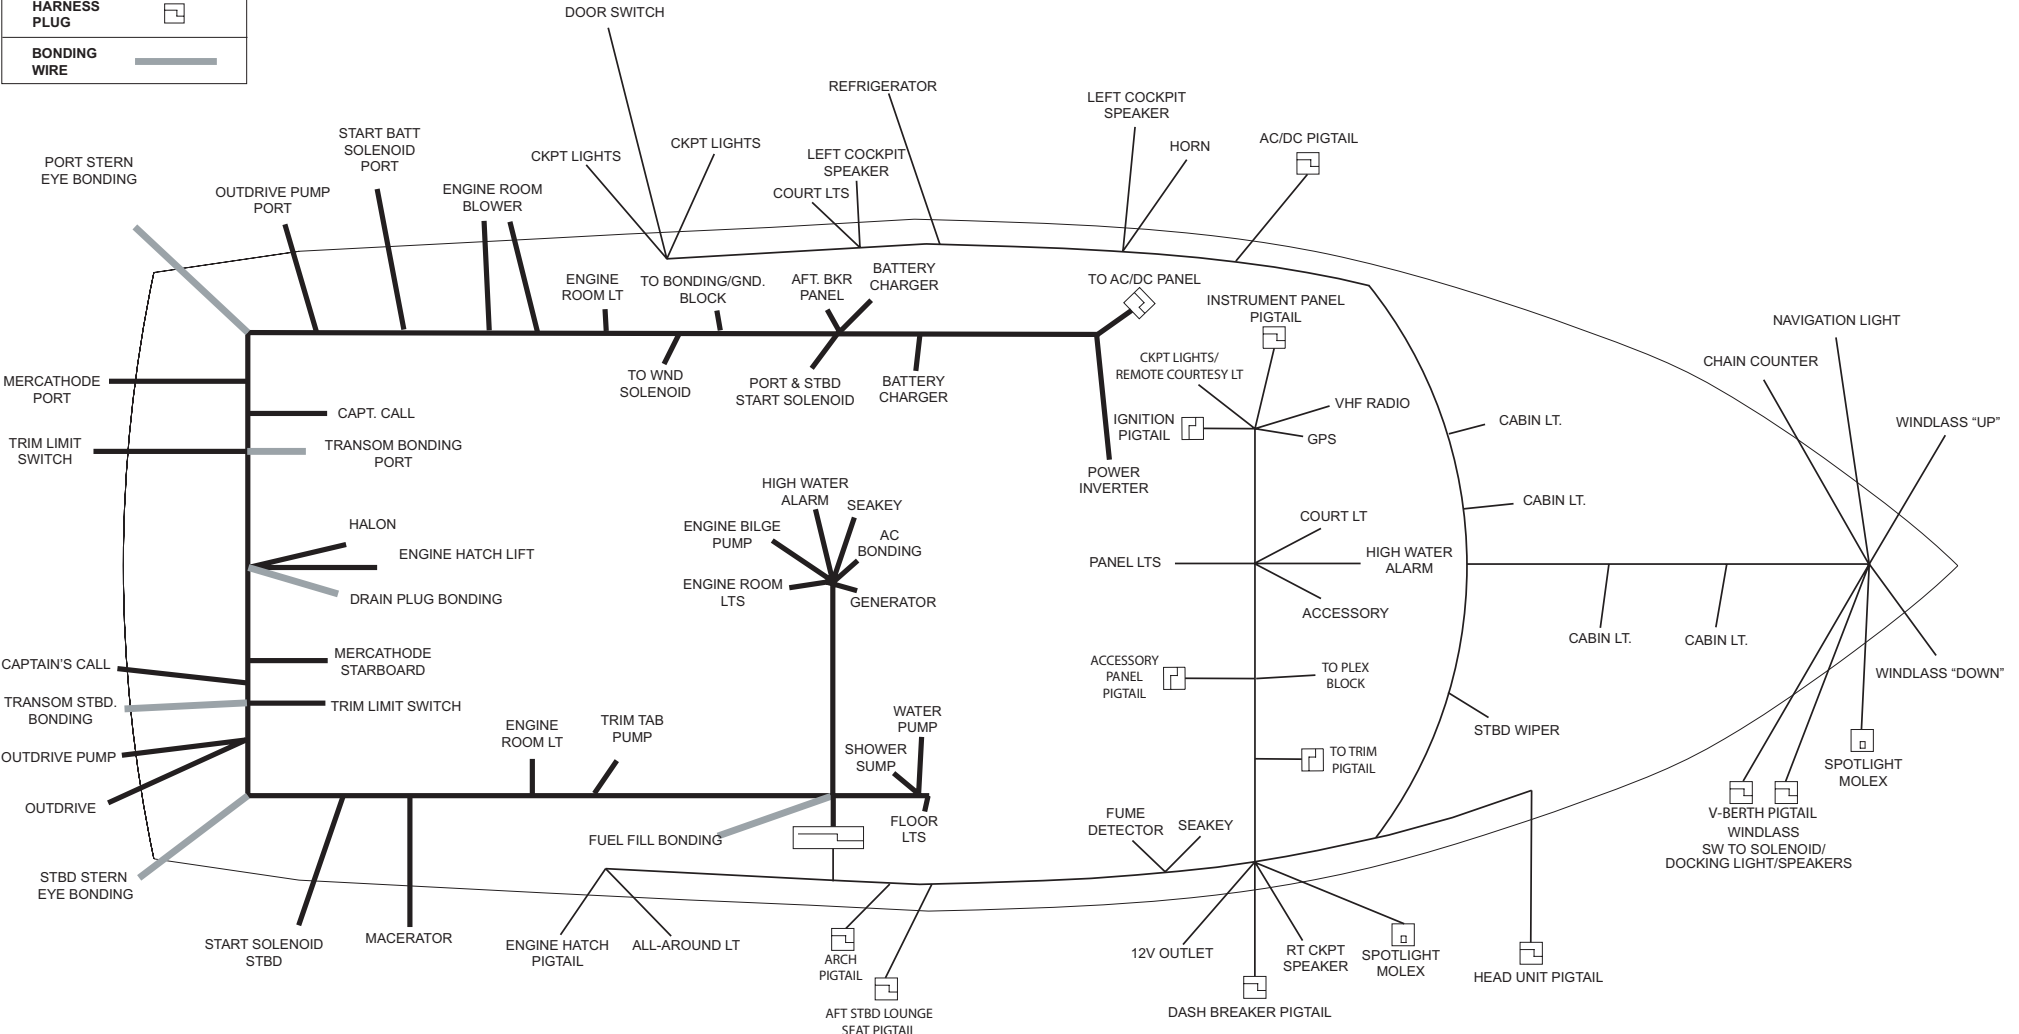 HARNESS
PLUG
BONDING
WIRE
DOOR SWITCH
REFRIGERATOR
LEFT COCKPIT
SPEAKER
HORN
AC/DC PIGTAIL
START BATT
SOLENOID
PORT
CKPT LIGHTS
CKPT LIGHTS
LEFT COCKPIT
SPEAKER
COURT LTS
PORT STERN
EYE BONDING
OUTDRIVE PUMP
PORT
ENGINE ROOM
BLOWER
ENGINE
ROOM LT
TO BONDING/GND.
BLOCK
AFT. BKR
PANEL
BATTERY
CHARGER
TO AC/DC PANEL
INSTRUMENT PANEL
PIGTAIL
NAVIGATION LIGHT
CHAIN COUNTER
WINDLASS “UP”
MERCATHODE
PORT
CAPT. CALL
TO WND
SOLENOID
PORT & STBD
START SOLENOID
BATTERY
CHARGER
CKPT LIGHTS/
REMOTE COURTESY LT
VHF RADIO
IGNITION
PIGTAIL
GPS
CABIN LT.
TRIM LIMIT
SWITCH
TRANSOM BONDING
PORT
POWER
INVERTER
HIGH WATER
ALARM
SEAKEY
CABIN LT.
HALON
ENGINE HATCH LIFT
ENGINE BILGE
PUMP
AC
BONDING
COURT LT
PANEL LTS
HIGH WATER
ALARM
DRAIN PLUG BONDING
ENGINE ROOM
LTS
GENERATOR
ACCESSORY
CABIN LT.
CABIN LT.
CAPTAIN’S CALL
MERCATHODE
STARBOARD
ACCESSORY
PANEL
PIGTAIL
TO PLEX
BLOCK
WINDLASS “DOWN”
TRANSOM STBD.
BONDING
TRIM LIMIT SWITCH
ENGINE
ROOM LT
TRIM TAB
PUMP
WATER
PUMP
STBD WIPER
OUTDRIVE PUMP
SHOWER
SUMP
TO TRIM
PIGTAIL
SPOTLIGHT
MOLEX
OUTDRIVE
FUEL FILL BONDING
FLOOR
LTS
FUME
DETECTOR
SEAKEY
V-BERTH PIGTAIL
WINDLASS
SW TO SOLENOID/
DOCKING LIGHT/SPEAKERS
STBD STERN
EYE BONDING
START SOLENOID
STBD
MACERATOR
ENGINE HATCH
PIGTAIL
ALL-AROUND LT
ARCH
PIGTAIL
12V OUTLET
RT CKPT
SPEAKER
SPOTLIGHT
MOLEX
HEAD UNIT PIGTAIL
AFT STBD LOUNGE
SEAT PIGTAIL
DASH BREAKER PIGTAIL